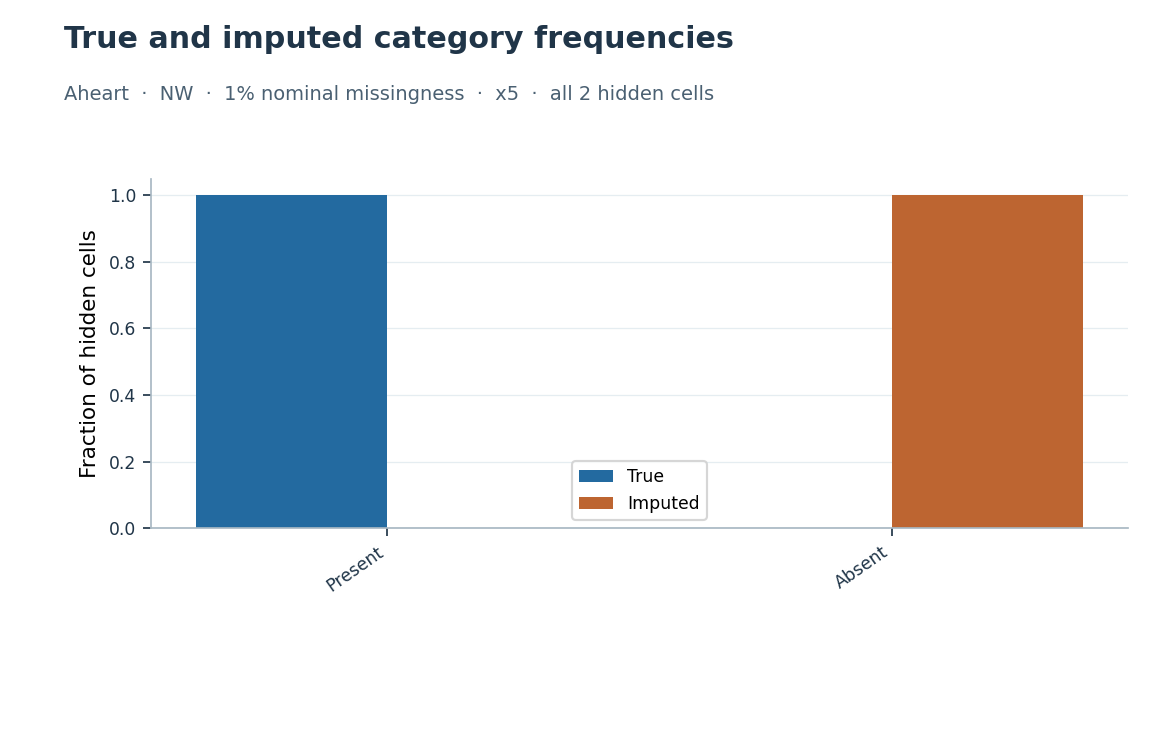 True and imputed category frequencies
Aheart · NW · 1% nominal missingness · x5 · all 2 hidden cells
Fraction of hidden cells
1.0
0.8
0.6
0.4
0.2
0.0
True
Imputed
Present
Absent